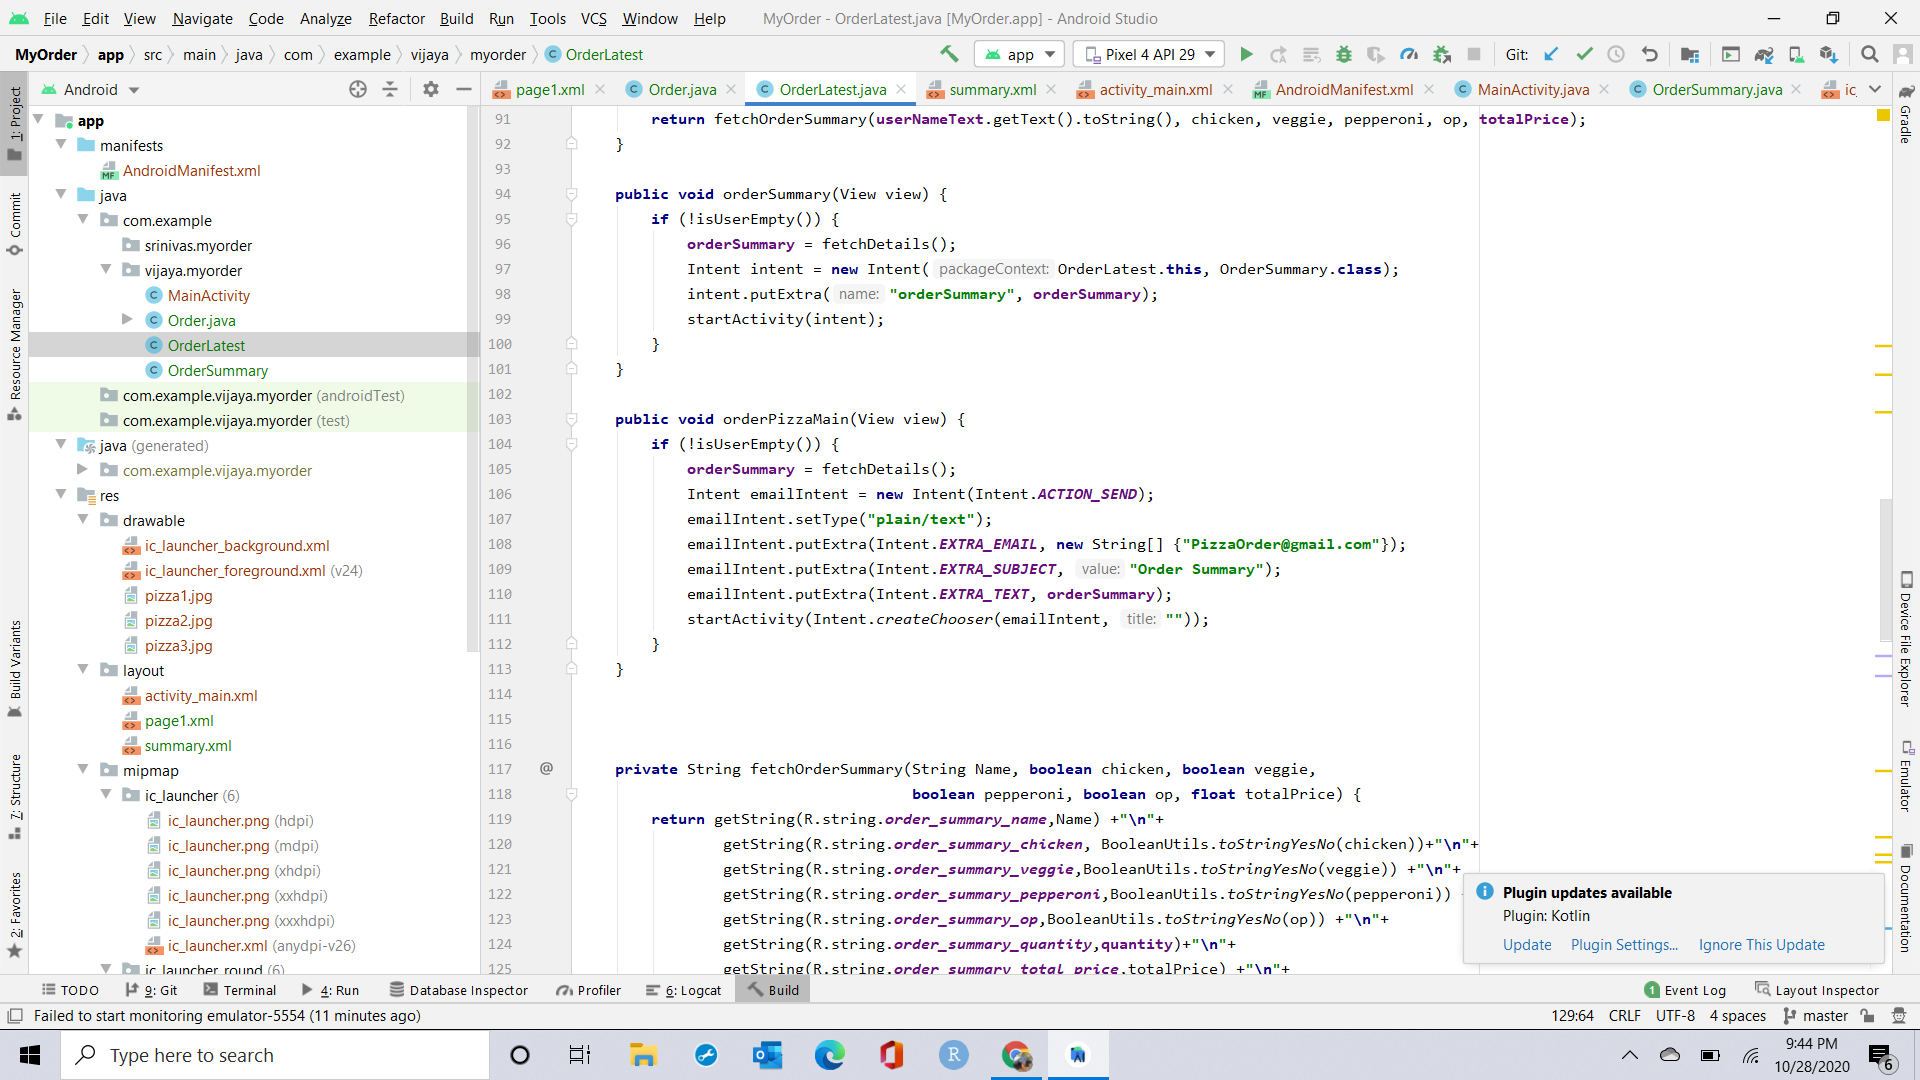 File Edit View Navigate Code Analyze Refactor Build Run Tools VCS Window Help MyOrder - OrderLatest.java [MyOrder.app] - Android Studio
MyOrder app src main java com example vijaya myorder OrderLatest app Pixel 4 API 29 Git:
Android
page1.xml Order.java OrderLatest.java summary.xml activity_main.xml AndroidManifest.xml MainActivity.java OrderSummary.java ic
1: Project
Commit
Resource Manager
Build Variants
7: Structure
2: Favorites
app
manifests
AndroidManifest.xml
java
com.example
srinivas.myorder
vijaya.myorder
MainActivity
Order.java
OrderLatest
OrderSummary
com.example.vijaya.myorder (androidTest)
com.example.vijaya.myorder (test)
java (generated)
com.example.vijaya.myorder
res
drawable
ic_launcher_background.xml
ic_launcher_foreground.xml (v24)
pizza1.jpg
pizza2.jpg
pizza3.jpg
layout
activity_main.xml
page1.xml
summary.xml
mipmap
ic_launcher (6)
ic_launcher.png (hdpi)
ic_launcher.png (mdpi)
ic_launcher.png (xhdpi)
ic_launcher.png (xxhdpi)
ic_launcher.png (xxxhdpi)
ic_launcher.xml (anydpi-v26)
ic_launcher_round (6)
91 return fetchOrderSummary(userNameText.getText().toString(), chicken, veggie, pepperoni, op, totalPrice);
92 }
93
94 public void orderSummary(View view) {
95 if (!isUserEmpty()) {
96 orderSummary = fetchDetails();
97 Intent intent = new Intent( packageContext: OrderLatest.this, OrderSummary.class);
98 intent.putExtra( name: "orderSummary", orderSummary);
99 startActivity(intent);
100 }
101 }
102
103 public void orderPizzaMain(View view) {
104 if (!isUserEmpty()) {
105 orderSummary = fetchDetails();
106 Intent emailIntent = new Intent(Intent.ACTION_SEND);
107 emailIntent.setType("plain/text");
108 emailIntent.putExtra(Intent.EXTRA_EMAIL, new String[] {"PizzaOrder@gmail.com"});
109 emailIntent.putExtra(Intent.EXTRA_SUBJECT, value: "Order Summary");
110 emailIntent.putExtra(Intent.EXTRA_TEXT, orderSummary);
111 startActivity(Intent.createChooser(emailIntent, title: ""));
112 }
113 }
114
115
116
117 @ private String fetchOrderSummary(String Name, boolean chicken, boolean veggie,
118 boolean pepperoni, boolean op, float totalPrice) {
119 return getString(R.string.order_summary_name,Name) +"\n"+
120 getString(R.string.order_summary_chicken, BooleanUtils.toStringYesNo(chicken))+"\n"+
121 getString(R.string.order_summary_veggie,BooleanUtils.toStringYesNo(veggie)) +"\n"+
122 getString(R.string.order_summary_pepperoni,BooleanUtils.toStringYesNo(pepperoni))
123 getString(R.string.order_summary_op,BooleanUtils.toStringYesNo(op)) +"\n"+
124 getString(R.string.order_summary_quantity,quantity)+"\n"+
125 getString(R.string.order_summary_total_price,totalPrice) +"\n"+
Gradle
Device File Explorer
Emulator
Documentation
Plugin updates available
Plugin: Kotlin
Update Plugin Settings... Ignore This Update
TODO 9: Git Terminal 4: Run Database Inspector Profiler 6: Logcat Build 1 Event Log Layout Inspector
Failed to start monitoring emulator-5554 (11 minutes ago) 129:64 CRLF UTF-8 4 spaces master
Type here to search
9:44 PM
10/28/2020
6